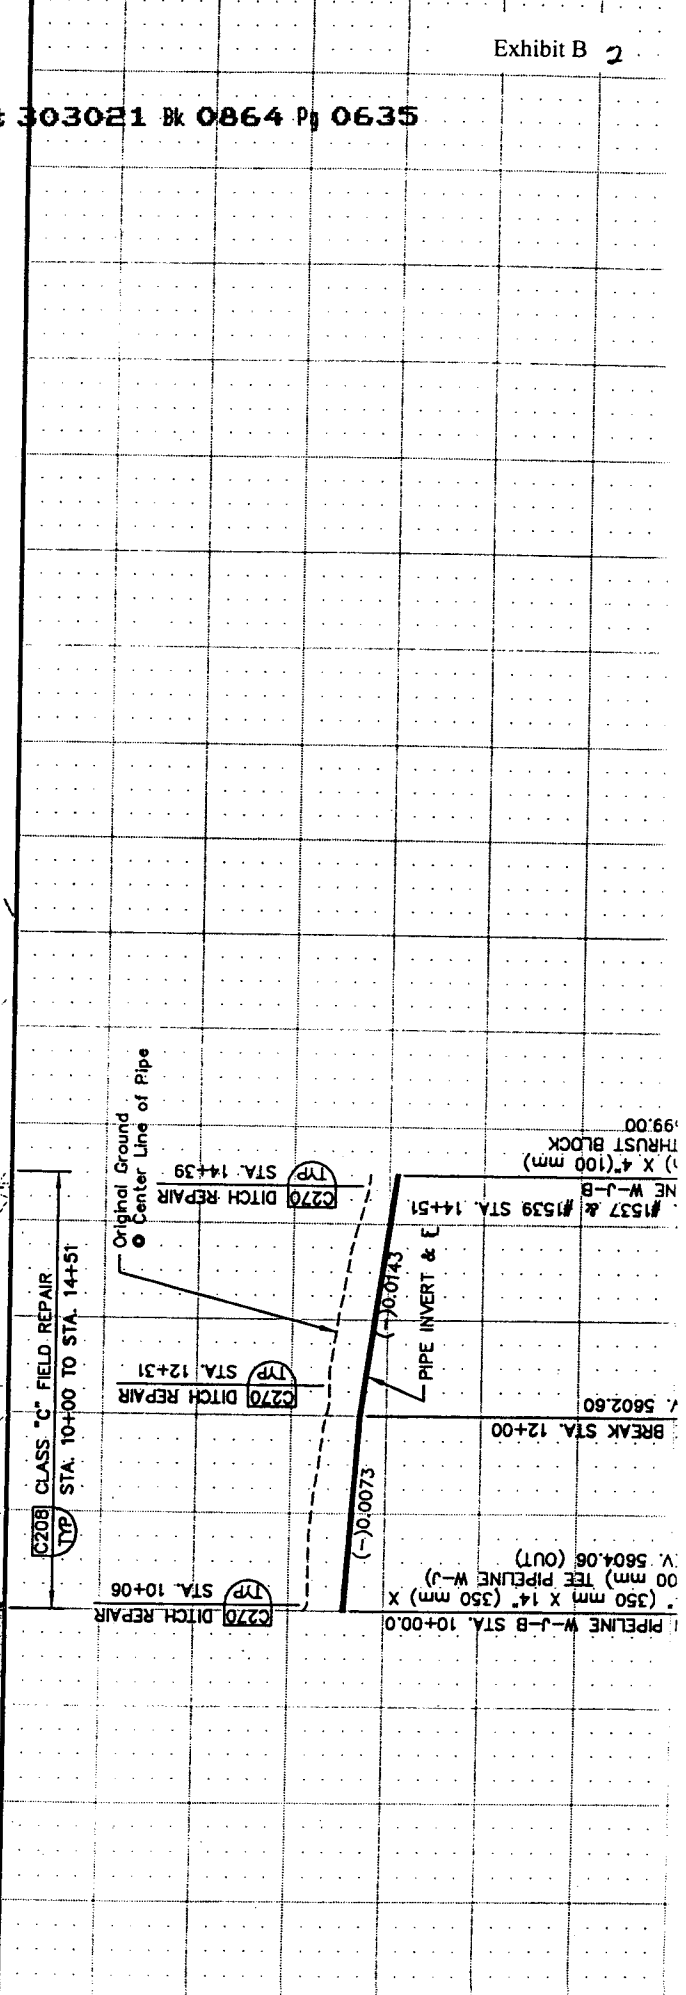 Exhibit B 2
303021 Bk 0864 Pg 0635
Original Ground
@ Center Line of Pipe
C270 DITCH REPAIR
TYP STA. 14+39
C208 CLASS "C" FIELD REPAIR
TYP STA. 10+00 TO STA. 14+51
C270 DITCH REPAIR
TYP STA. 12+31
C270 DITCH REPAIR
TYP STA. 10+06
(-)0.0143
PIPE INVERT &
(-)0.0073
#1537 & #1539 STA. 14+51
NE W-J-B
) X 4"(100 mm)
THRUST BLOCK
99.00
BREAK STA. 12+00
V. 5602.60
PIPELINE W-J-B STA. 10+00.0
" (350 mm X 14" (350 mm) X
00 mm) TEE PIPELINE W-J)
V. 5604.06 (OUT)